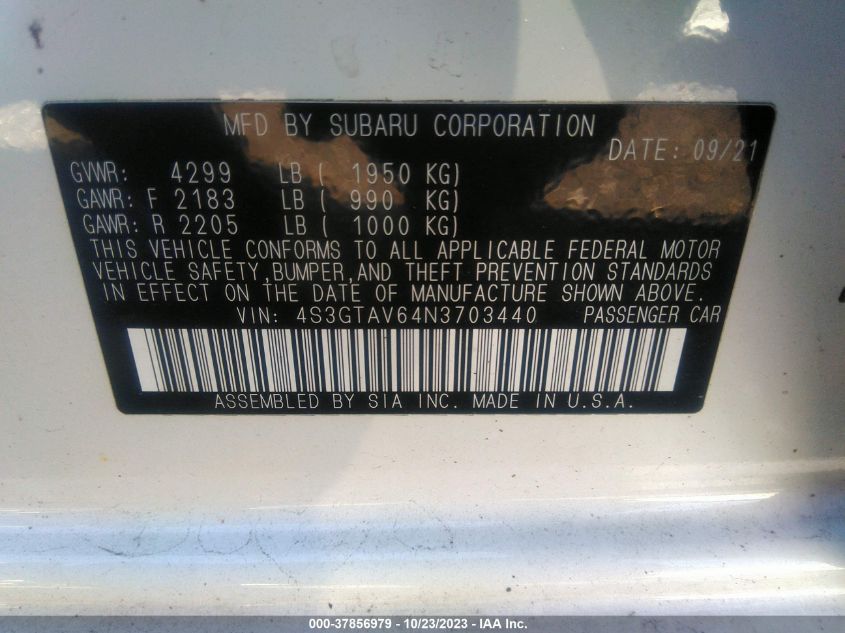 MFD BY SUBARU CORPORATION
DATE: 09/21
GVWR: 4299 LB ( 1950 KG)
GAWR: F 2183 LB ( 990 KG)
GAWR: R 2205 LB ( 1000 KG)
THIS VEHICLE CONFORMS TO ALL APPLICABLE FEDERAL MOTOR
VEHICLE SAFETY,BUMPER,AND THEFT PREVENTION STANDARDS
IN EFFECT ON THE DATE OF MANUFACTURE SHOWN ABOVE.
VIN: 4S3GTAV64N3703440 PASSENGER CAR
ASSEMBLED BY SIA INC. MADE IN U.S.A.
000-37856979 - 10/23/2023 - IAA Inc.